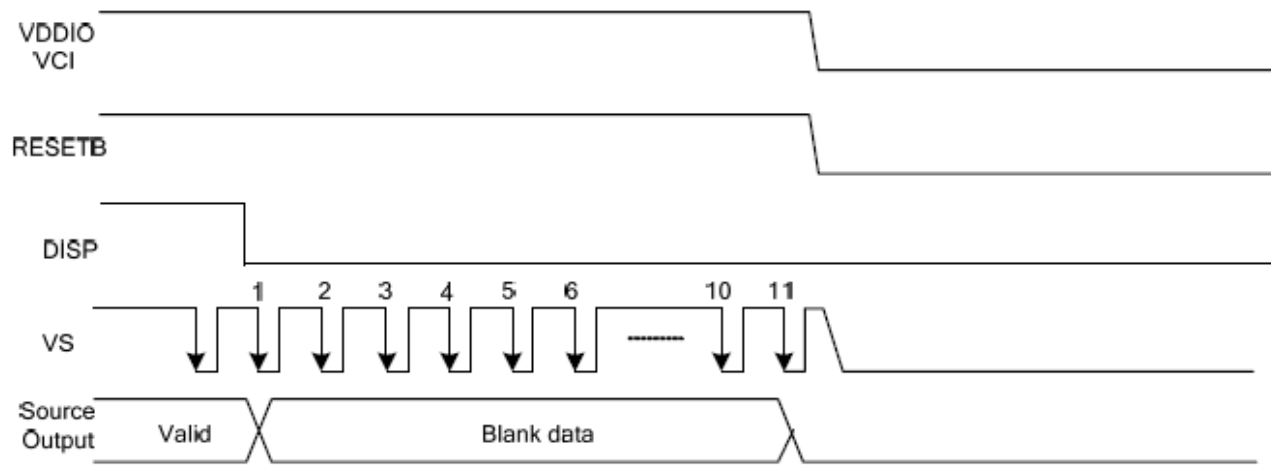 VDDIO
VCI
RESETB
DISP
1 2 3 4 5 6 10 11
VS
Source
Output
Valid
Blank data